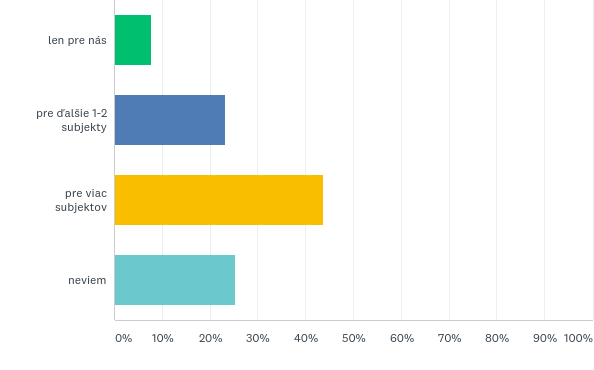 len pre nás
pre ďalšie 1-2
subjekty
pre viac
subjektov
neviem
0% 10% 20% 30% 40% 50% 60% 70% 80% 90% 100%